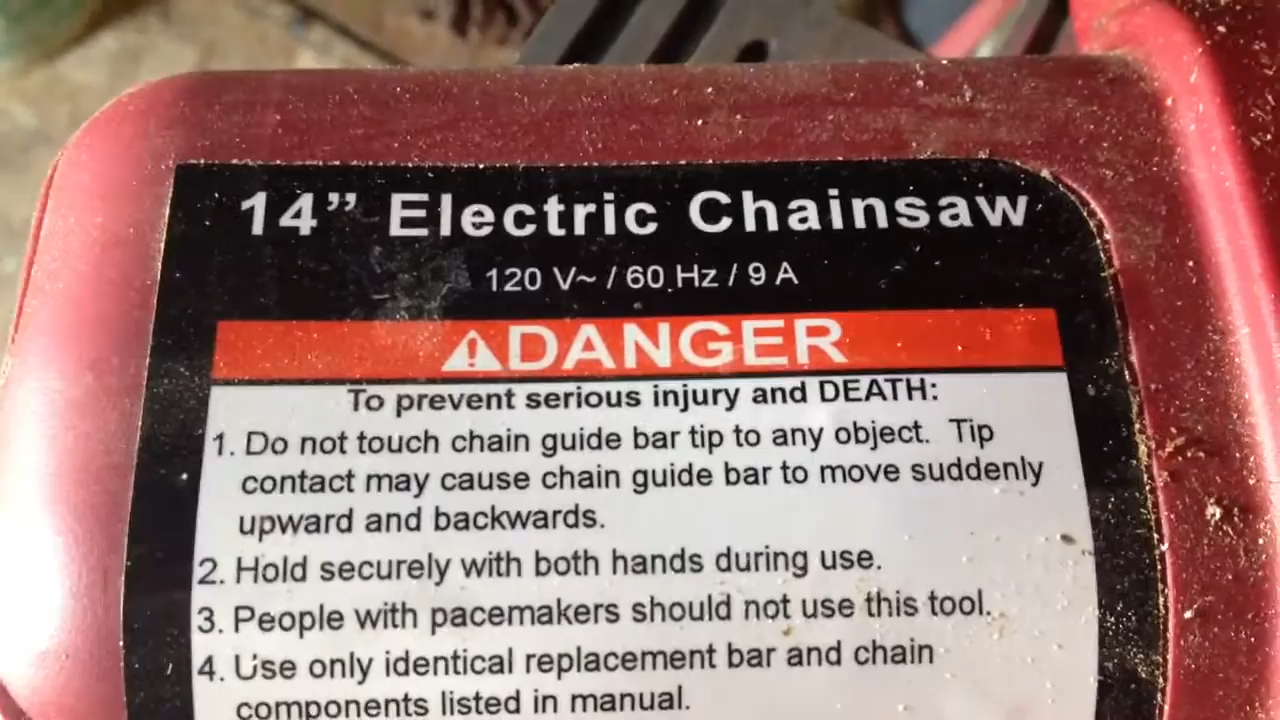 14” Electric Chainsaw
120 V~ / 60 Hz / 9 A
⚠DANGER
To prevent serious injury and DEATH:
1. Do not touch chain guide bar tip to any object. Tip
contact may cause chain guide bar to move suddenly
upward and backwards.
2. Hold securely with both hands during use.
3. People with pacemakers should not use this tool.
4. Use only identical replacement bar and chain
components listed in manual.